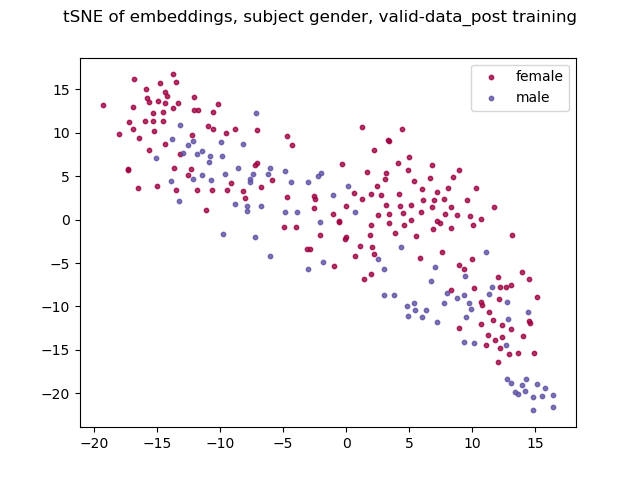 tSNE of embeddings, subject gender, valid-data_post training
female
male
15
10
5
0
−5
−10
−15
−20
−20 −15 −10 −5 0 5 10 15